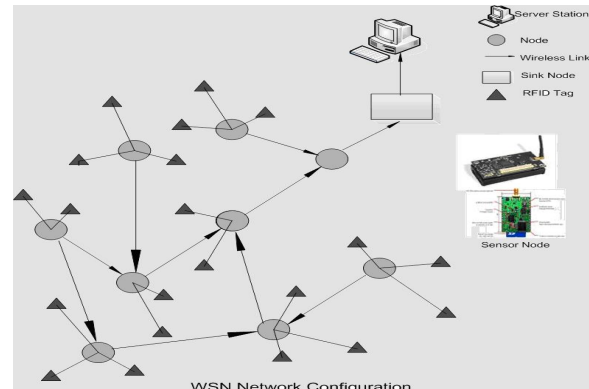 Server Station
Node
Wireless Link
Sink Node
RFID Tag
Sensor Node
WSN Network Configuration